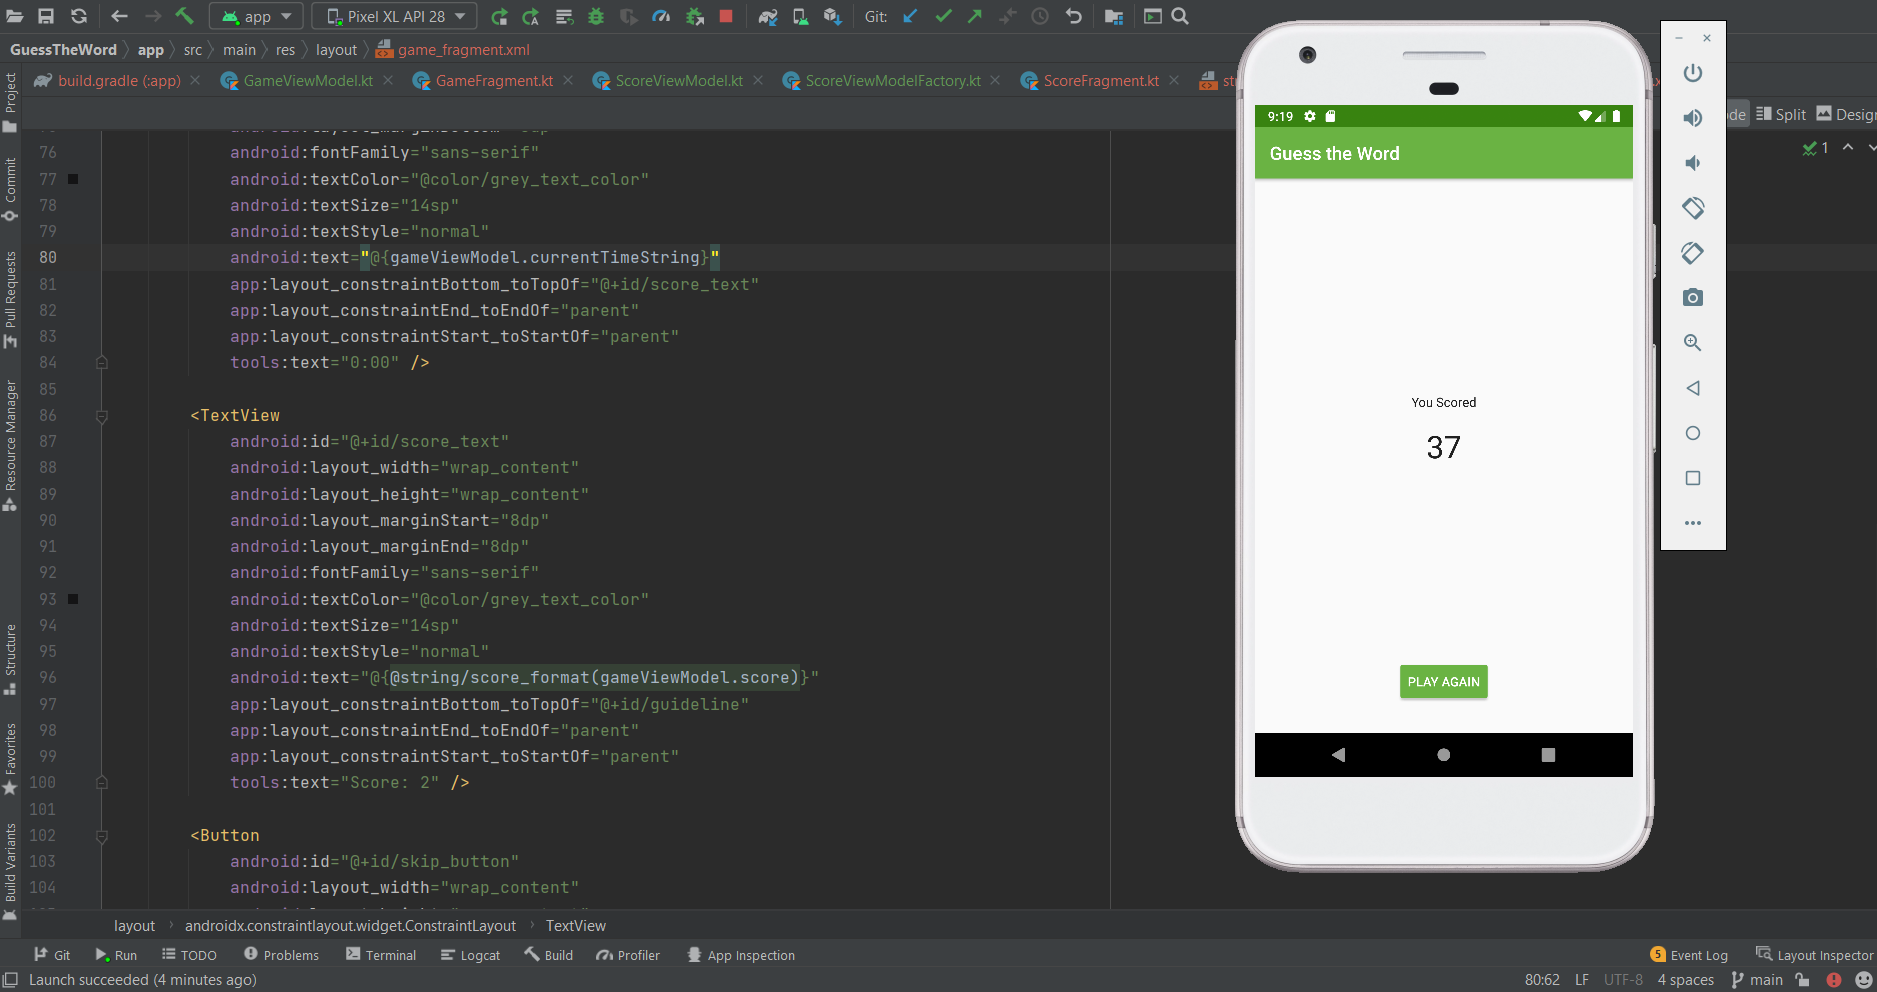 app Pixel XL API 28 Git:
GuessTheWord app src main res layout game_fragment.xml
build.gradle (:app) GameViewModel.kt GameFragment.kt ScoreViewModel.kt ScoreViewModelFactory.kt ScoreFragment.kt
Split Design
Project
Commit
Pull Requests
Resource Manager
Structure
Favorites
Build Variants
1
76 android:fontFamily="sans-serif"
77 android:textColor="@color/grey_text_color"
78 android:textSize="14sp"
79 android:textStyle="normal"
80 android:text="@{gameViewModel.currentTimeString}"
81 app:layout_constraintBottom_toTopOf="@+id/score_text"
82 app:layout_constraintEnd_toEndOf="parent"
83 app:layout_constraintStart_toStartOf="parent"
84 tools:text="0:00" />
85
86 <TextView
87 android:id="@+id/score_text"
88 android:layout_width="wrap_content"
89 android:layout_height="wrap_content"
90 android:layout_marginStart="8dp"
91 android:layout_marginEnd="8dp"
92 android:fontFamily="sans-serif"
93 android:textColor="@color/grey_text_color"
94 android:textSize="14sp"
95 android:textStyle="normal"
96 android:text="@{@string/score_format(gameViewModel.score)}"
97 app:layout_constraintBottom_toTopOf="@+id/guideline"
98 app:layout_constraintEnd_toEndOf="parent"
99 app:layout_constraintStart_toStartOf="parent"
100 tools:text="Score: 2" />
101
102 <Button
103 android:id="@+id/skip_button"
104 android:layout_width="wrap_content"
9:19
Guess the Word
You Scored
37
PLAY AGAIN
layout androidx.constraintlayout.widget.ConstraintLayout TextView
Git Run TODO Problems Terminal Logcat Build Profiler App Inspection 5 Event Log Layout Inspector
Launch succeeded (4 minutes ago) 80:62 LF UTF-8 4 spaces main